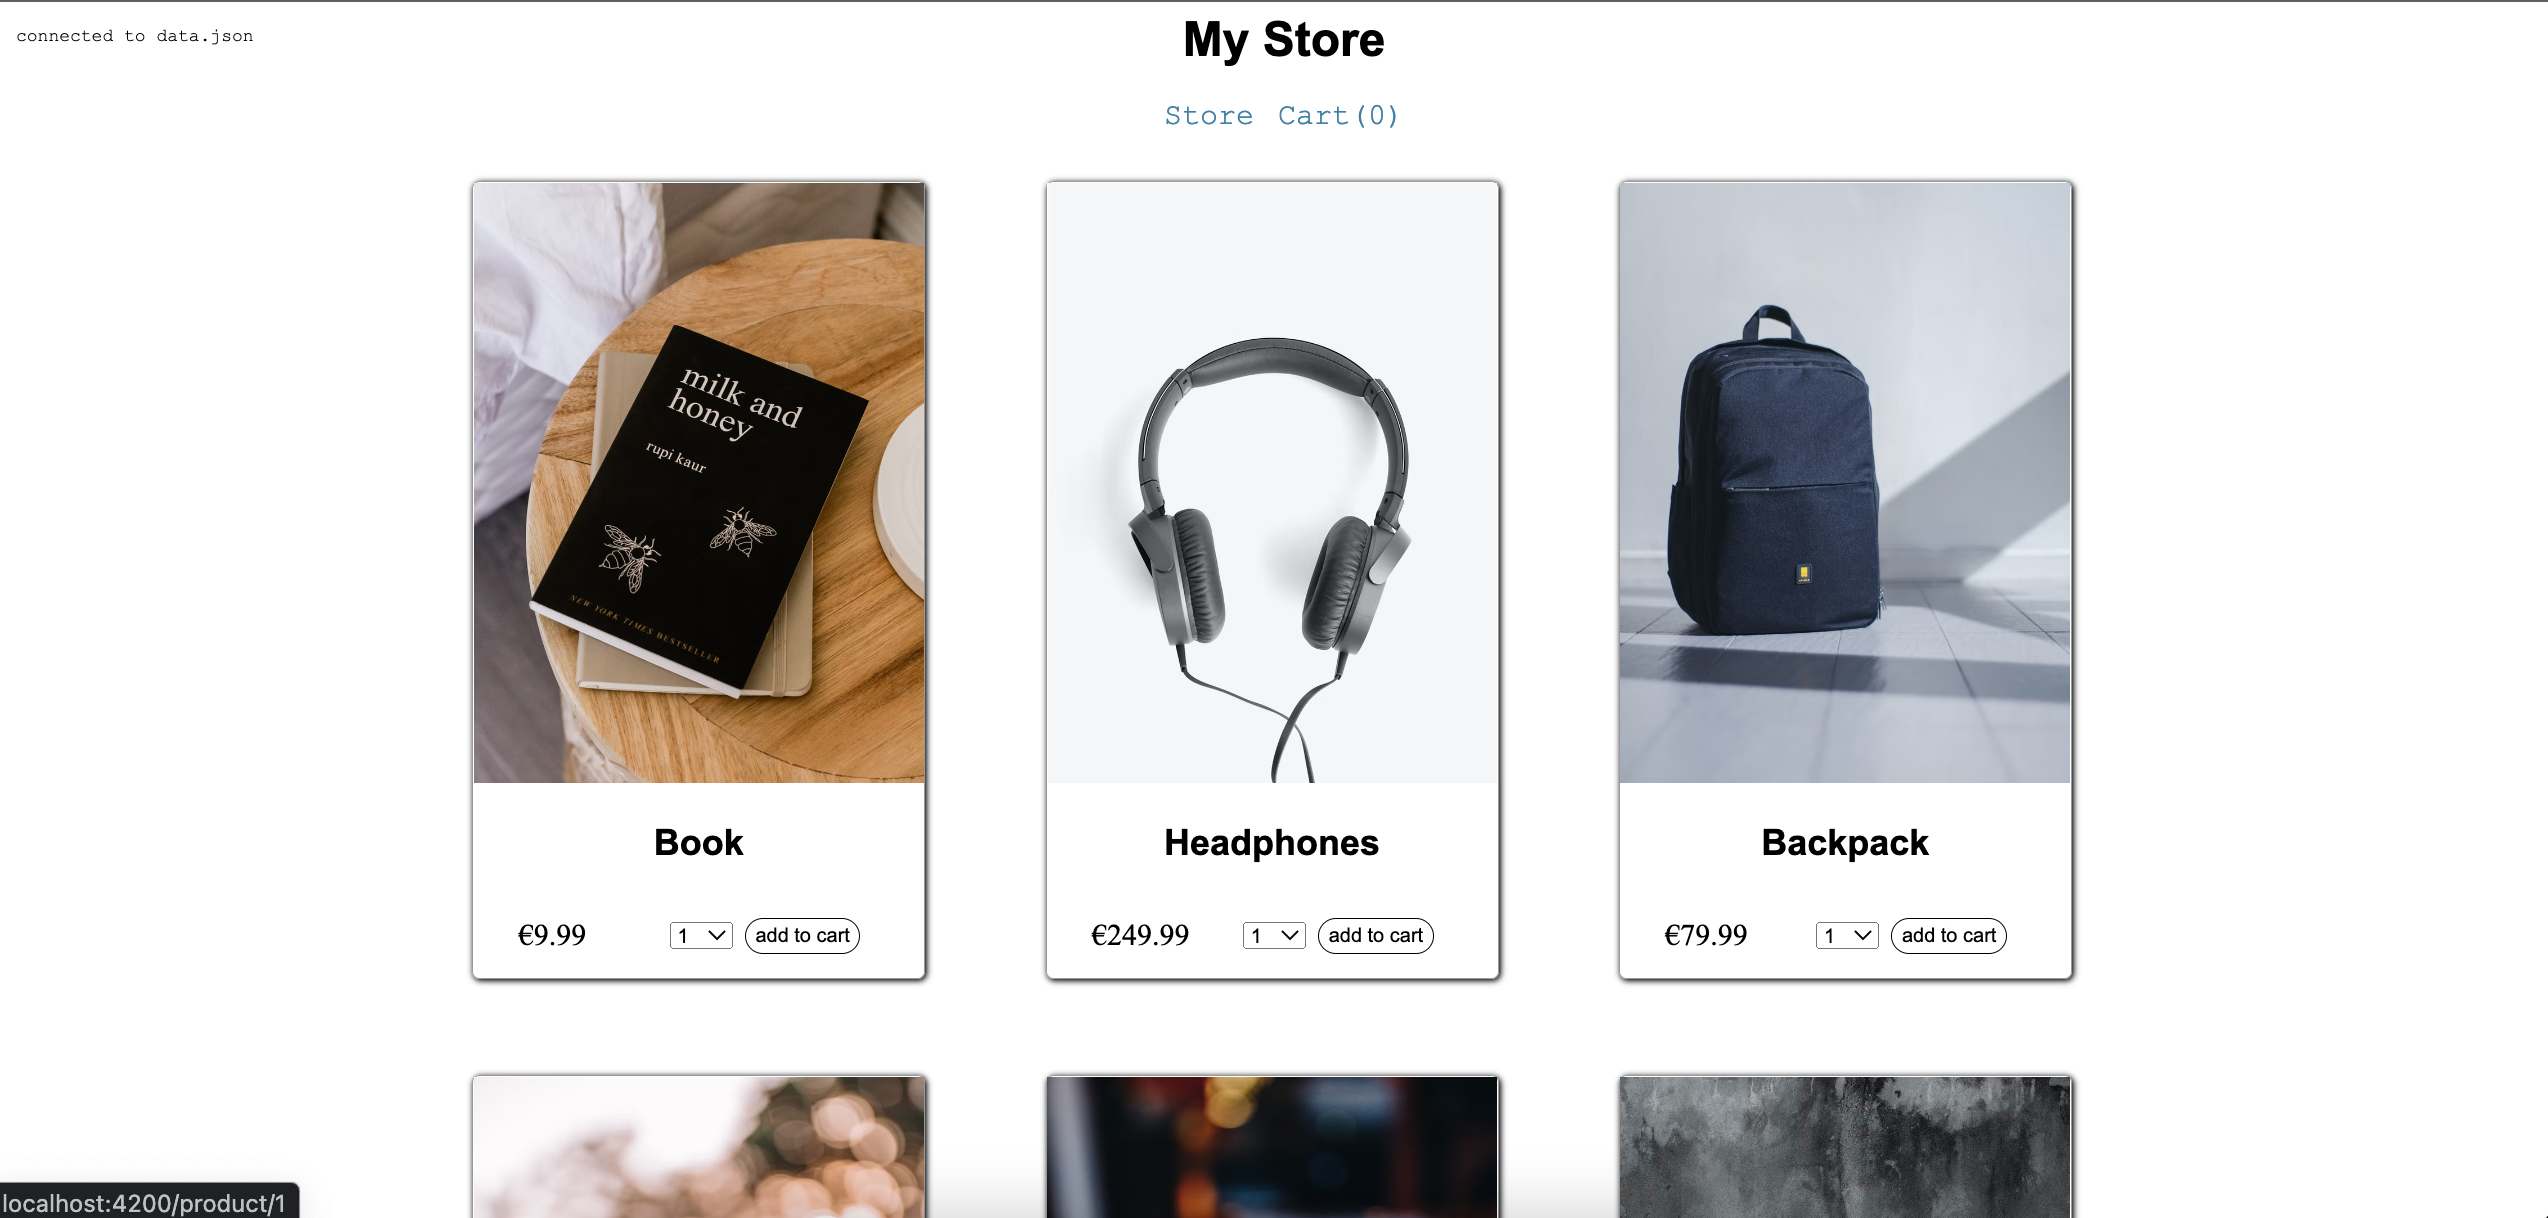 connected to data.json
My Store
Store Cart(0)
milk and
honey
rupi kaur
NEW YORK TIMES BESTSELLER
Book
Headphones
Backpack
€9.99 1 add to cart
€249.99 1 add to cart
€79.99 1 add to cart
localhost:4200/product/1